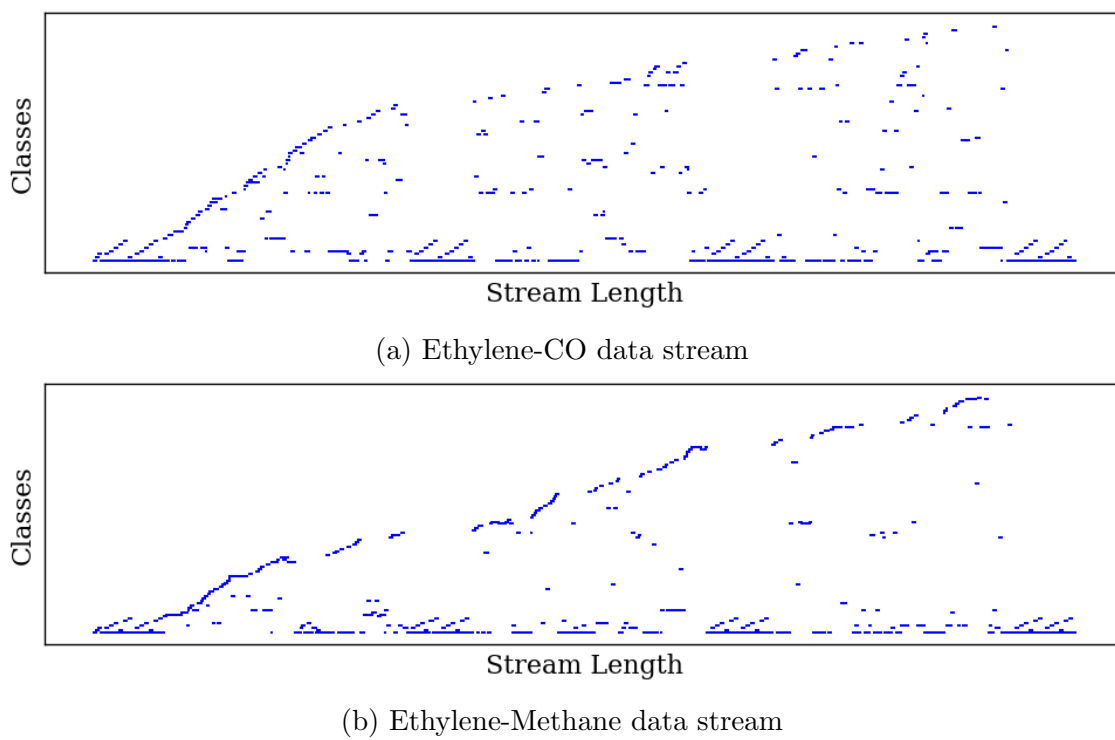 Classes
Stream Length
(a) Ethylene-CO data stream
Classes
Stream Length
(b) Ethylene-Methane data stream